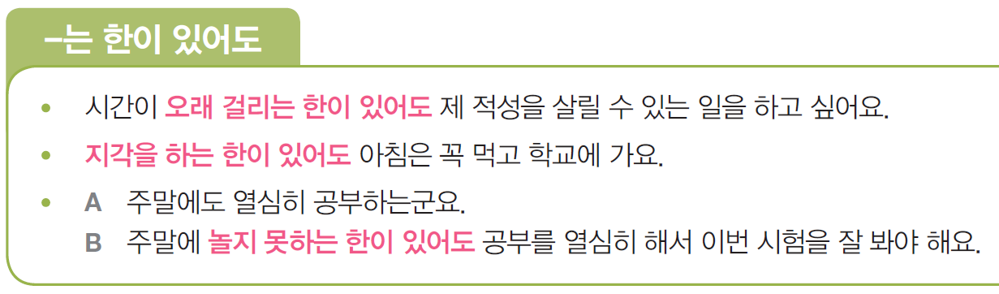 –는 한이 있어도
• 시간이 오래 걸리는 한이 있어도 제 적성을 살릴 수 있는 일을 하고 싶어요.
• 지각을 하는 한이 있어도 아침은 꼭 먹고 학교에 가요.
• A 주말에도 열심히 공부하는군요.
B 주말에 놀지 못하는 한이 있어도 공부를 열심히 해서 이번 시험을 잘 봐야 해요.